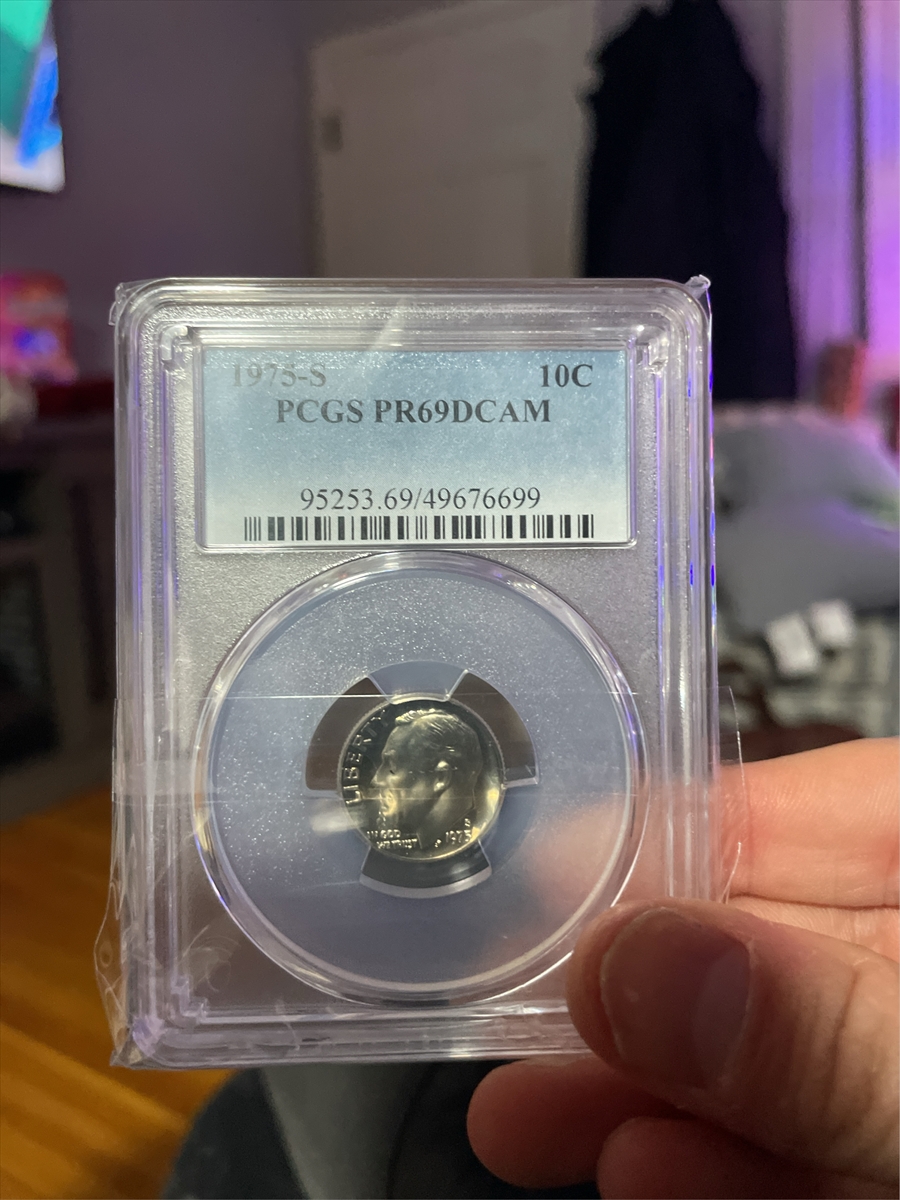 1975-S 10C
PCGS PR69DCAM
95253.69/49676699
LIBERTY
IN GOD
WE TRUST
S
1975